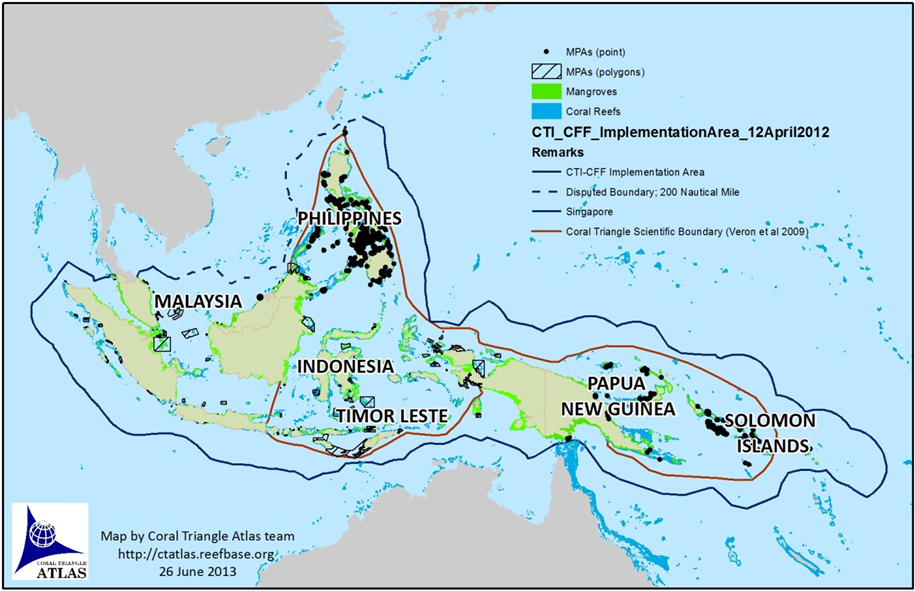 MPAs (point)
MPAs (polygons)
Mangroves
Coral Reefs
CTI_CFF_ImplementationArea_12April2012
Remarks
CTI-CFF Implementation Area
Disputed Boundary; 200 Nautical Mile
Singapore
Coral Triangle Scientific Boundary (Veron et al 2009)
PHILIPPINES
MALAYSIA
INDONESIA
TIMOR LESTE
PAPUA
NEW GUINEA
SOLOMON
ISLANDS
CORAL TRIANGLE
ATLAS
Map by Coral Triangle Atlas team
http://ctatlas.reefbase.org
26 June 2013